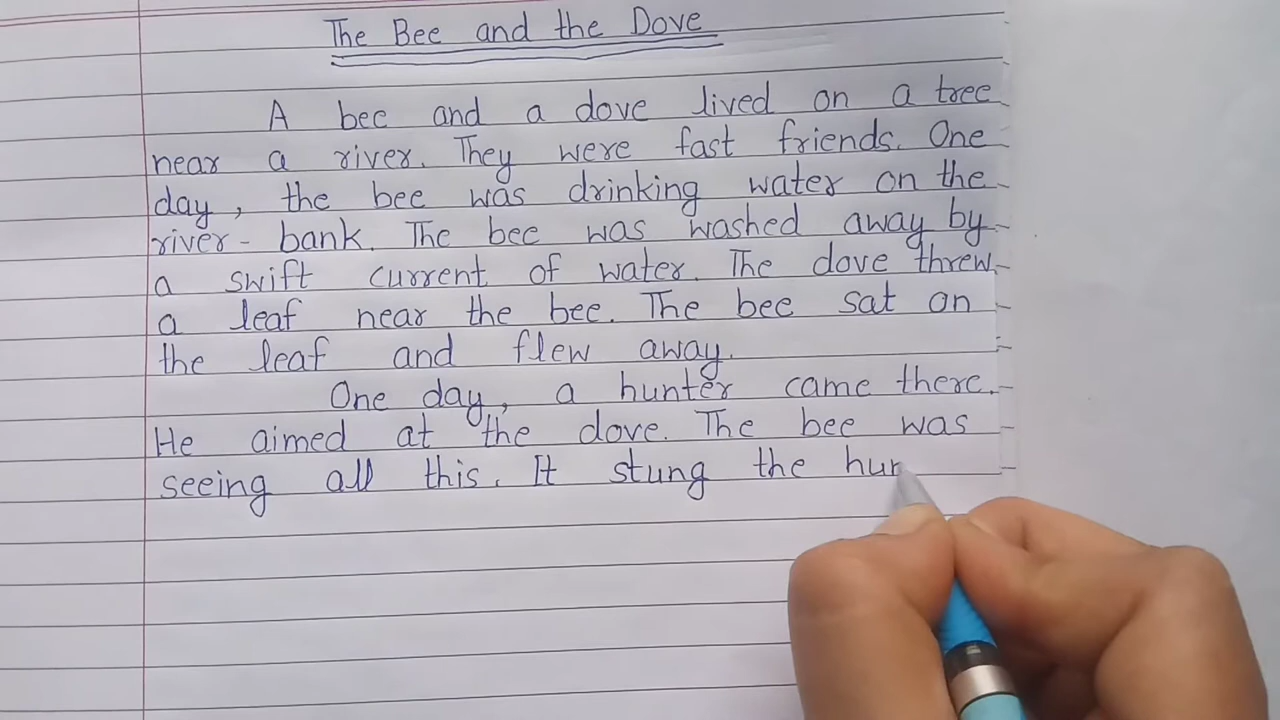 The Bee and the Dove
A bee and a dove lived on a tree
near a river. They were fast friends. One
day, the bee was drinking water on the
river-bank. The bee was washed away by
a swift current of water. The dove threw
a leaf near the bee. The bee sat on
the leaf and flew away.
One day, a hunter came there.
He aimed at the dove. The bee was
seeing all this. It stung the hun